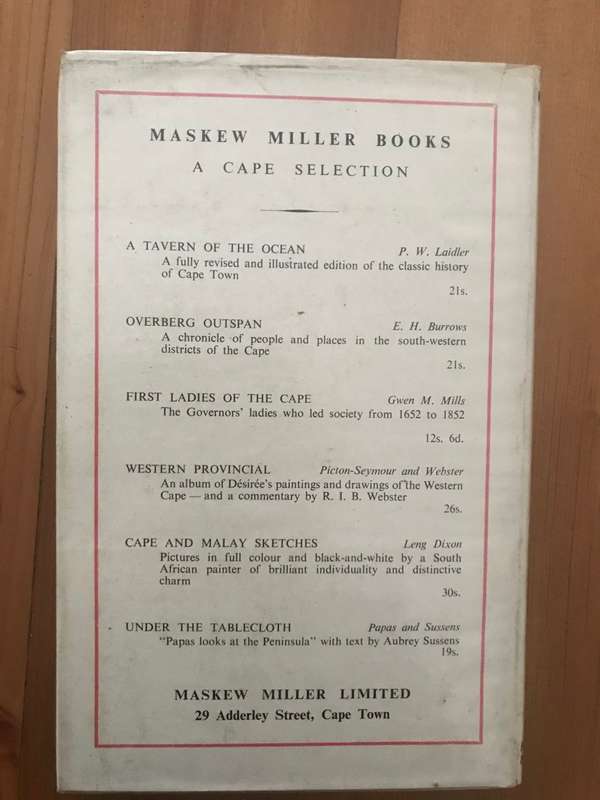 MASKEW MILLER BOOKS
A CAPE SELECTION
A TAVERN OF THE OCEAN P. W. Laidler
A fully revised and illustrated edition of the classic history
of Cape Town
21s.
OVERBERG OUTSPAN E. H. Burrows
A chronicle of people and places in the south-western
districts of the Cape
21s.
FIRST LADIES OF THE CAPE Gwen M. Mills
The Governors' ladies who led society from 1652 to 1852
12s. 6d.
WESTERN PROVINCIAL Picton-Seymour and Webster
An album of Désirée's paintings and drawings of the Western
Cape — and a commentary by R. I. B. Webster
26s.
CAPE AND MALAY SKETCHES Leng Dixon
Pictures in full colour and black-and-white by a South
African painter of brilliant individuality and distinctive
charm
30s.
UNDER THE TABLECLOTH Papas and Sussens
"Papas looks at the Peninsula" with text by Aubrey Sussens
19s.
MASKEW MILLER LIMITED
29 Adderley Street, Cape Town